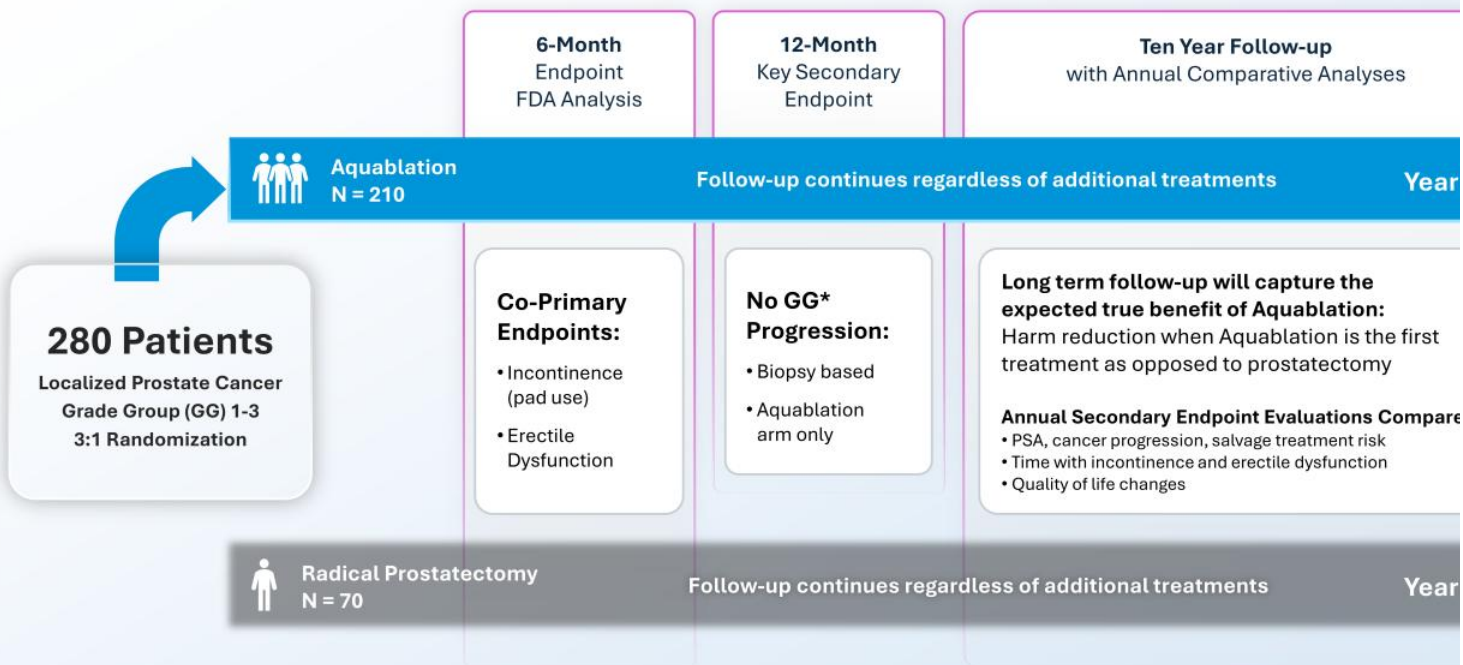 6-Month
Endpoint
FDA Analysis
12-Month
Key Secondary
Endpoint
Ten Year Follow-up
with Annual Comparative Analyses
Aquablation
N = 210
Follow-up continues regardless of additional treatments
Year
280 Patients
Localized Prostate Cancer
Grade Group (GG) 1-3
3:1 Randomization
Co-Primary
Endpoints:
• Incontinence
(pad use)
• Erectile
Dysfunction
No GG*
Progression:
• Biopsy based
• Aquablation
arm only
Long term follow-up will capture the
expected true benefit of Aquablation:
Harm reduction when Aquablation is the first
treatment as opposed to prostatectomy
Annual Secondary Endpoint Evaluations Compare
• PSA, cancer progression, salvage treatment risk
• Time with incontinence and erectile dysfunction
• Quality of life changes
Radical Prostatectomy
N = 70
Follow-up continues regardless of additional treatments
Year